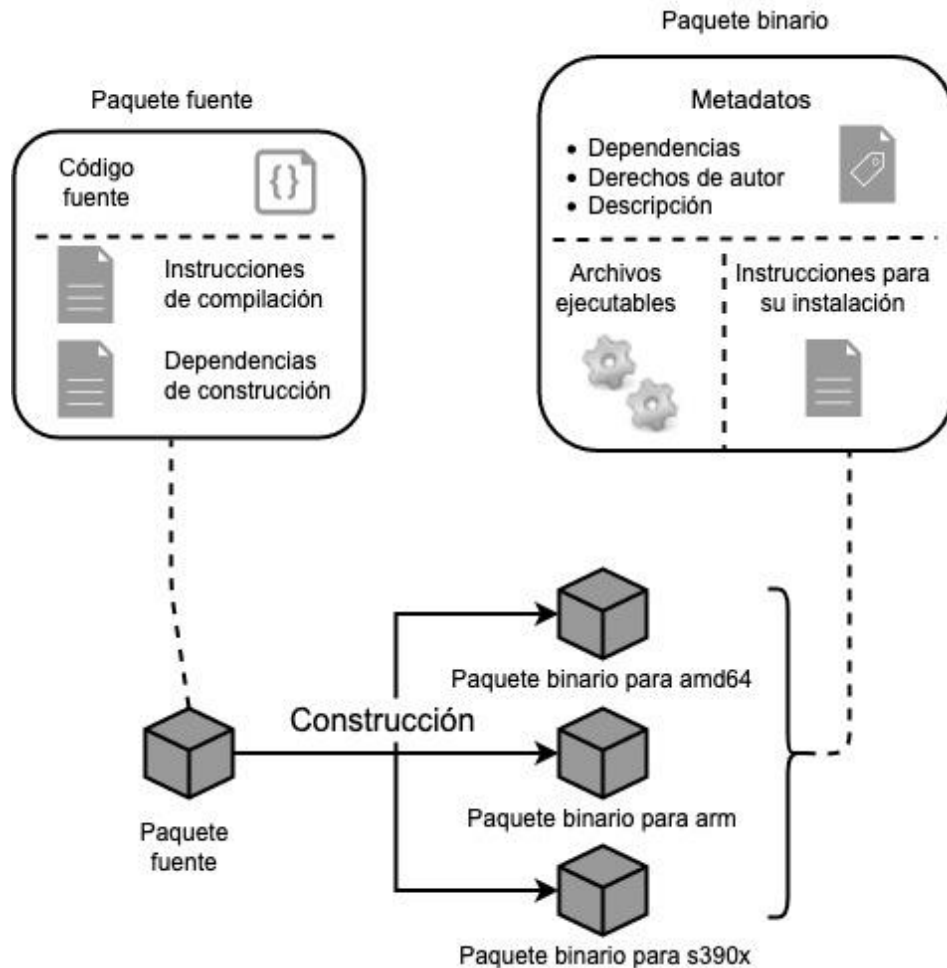 Paquete fuente
Código
fuente
{}
Instrucciones
de compilación
Dependencias
de construcción
Paquete binario
Metadatos
• Dependencias
• Derechos de autor
• Descripción
Archivos
ejecutables
Instrucciones para
su instalación
Construcción
Paquete
fuente
Paquete binario para amd64
Paquete binario para arm
Paquete binario para s390x